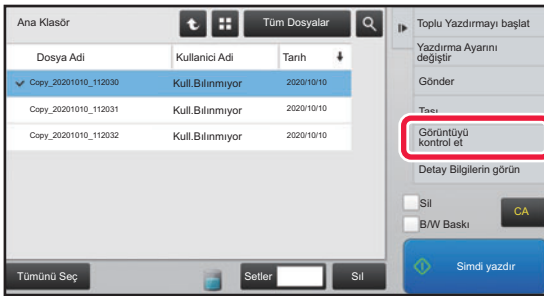 Ana Klasör
Tüm Dosyalar
Dosya Adi
Kullanici Adi
Tarıh
Copy_20201010_112030
Kull.Bılınmıyor
2020/10/10
Copy_20201010_112031
Kull.Bılınmıyor
2020/10/10
Copy_20201010_112032
Kull.Bılınmıyor
2020/10/10
Tümünü Seç
Setler
Sıl
Toplu Yazdırmayı başlat
Yazdırma Ayarını
değiştir
Gönder
Taşı
Görüntüyü
kontrol et
Detay Bilgilerin görün
Sil
B/W Baskı
CA
Simdi yazdır